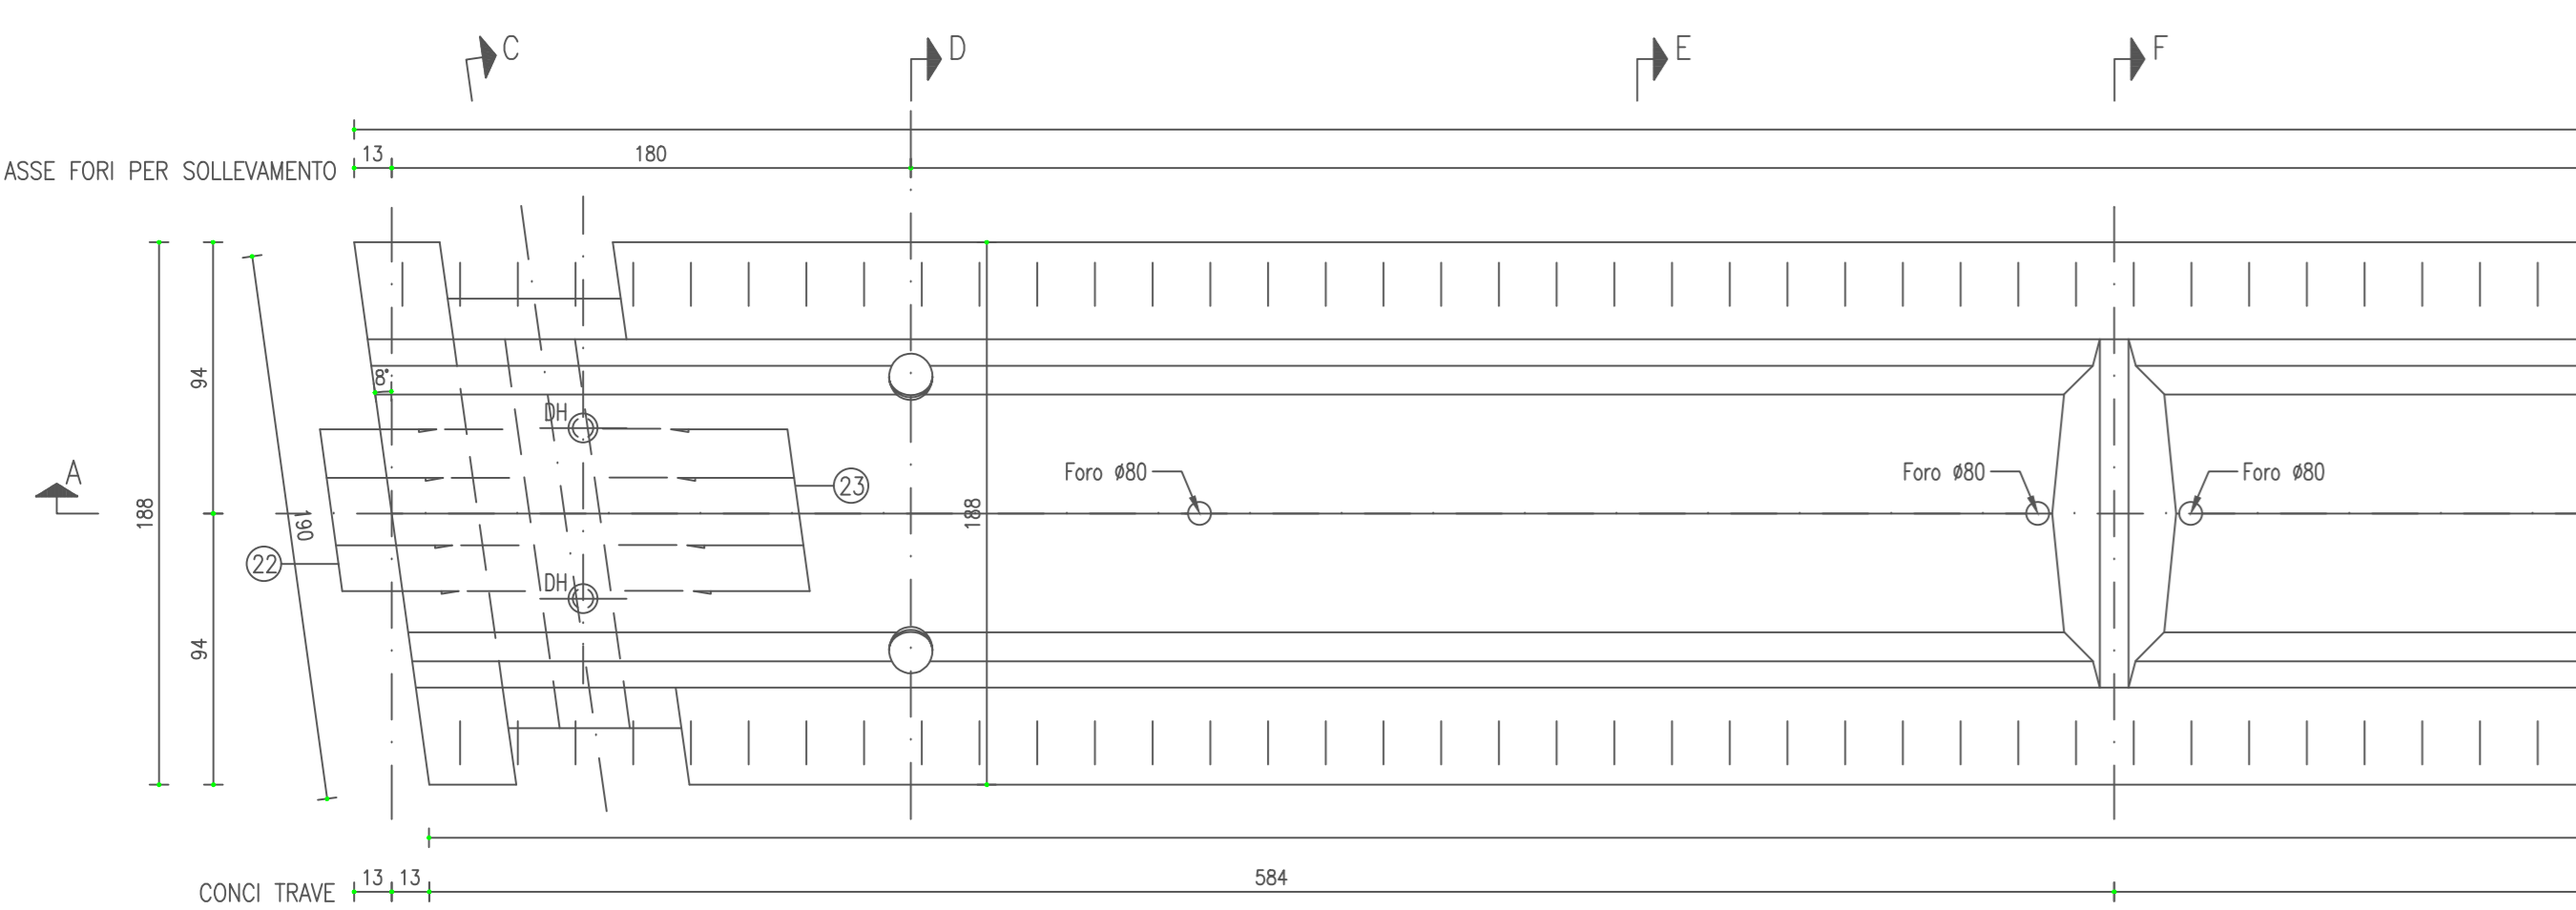 C
D
E
F
13
180
ASSE FORI PER SOLLEVAMENTO
94
8°
DH
A
188
190
23
188
Foro ø80
Foro ø80
Foro ø80
22
DH
94
13
13
584
CONCI TRAVE